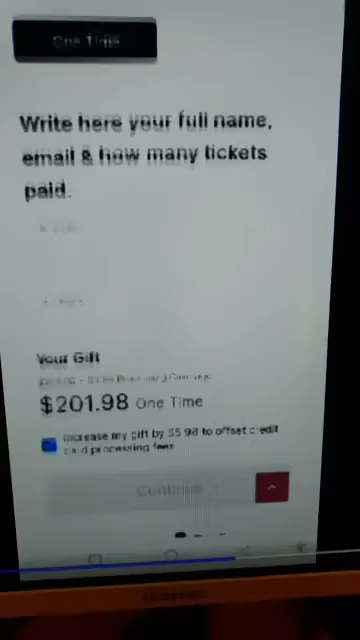 One Time
Write here your full name,
email & how many tickets
paid.
Your Gift
$201.98 One Time
Increase my gift by $5.98 to offset credit
card processing fees
Continue